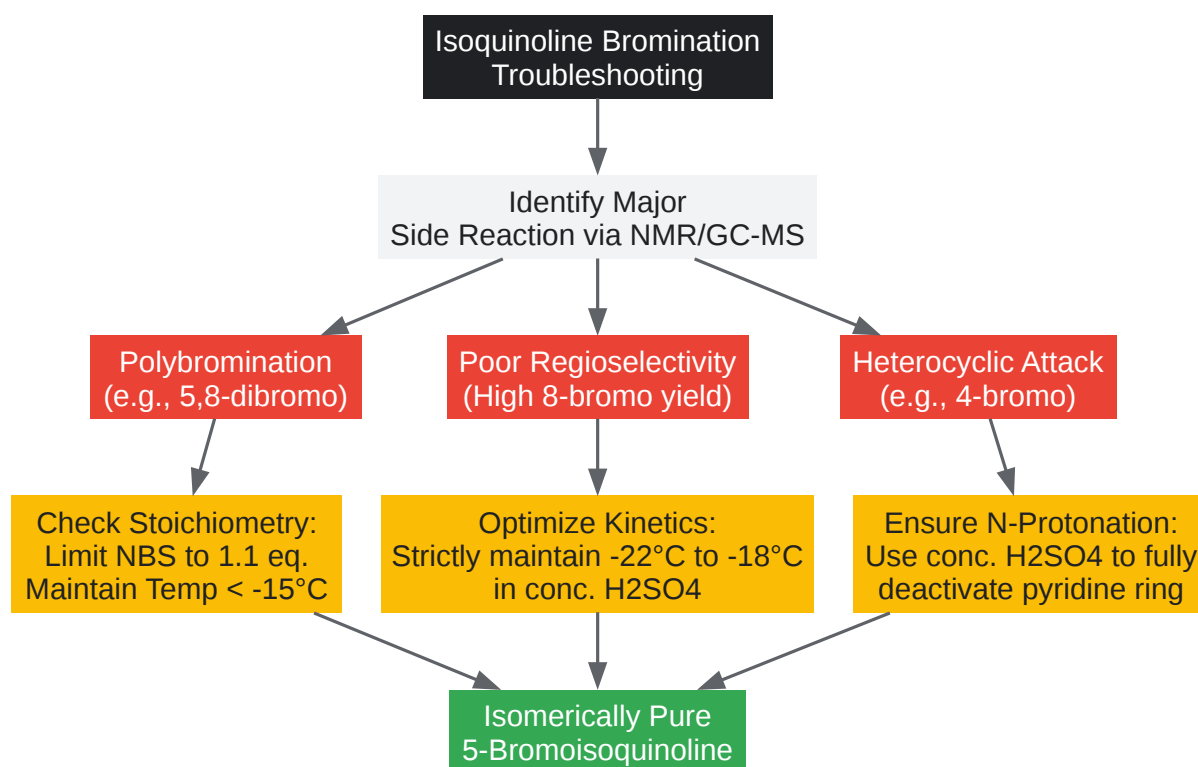 Isoquinoline Bromination
Troubleshooting
Identify Major
Side Reaction via NMR/GC-MS
Polybromination
(e.g., 5,8-dibromo)
Poor Regioselectivity
(High 8-bromo yield)
Heterocyclic Attack
(e.g., 4-bromo)
Check Stoichiometry:
Limit NBS to 1.1 eq.
Maintain Temp < -15°C
Optimize Kinetics:
Strictly maintain -22°C to -18°C
in conc. H2SO4
Ensure N-Protonation:
Use conc. H2SO4 to fully
deactivate pyridine ring
Isomerically Pure
5-Bromoisoquinoline